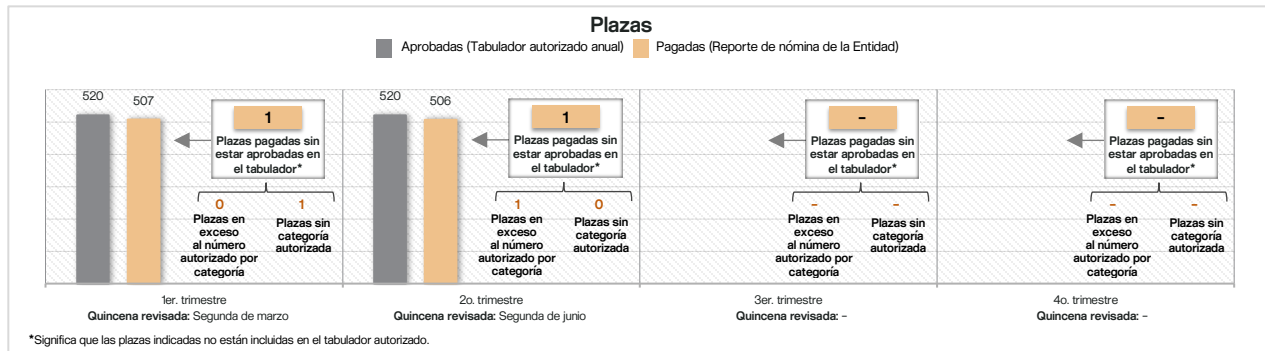 Plazas
Aprobadas (Tabulador autorizado anual)
Pagadas (Reporte de nómina de la Entidad)
520
507
1
Plazas pagadas sin
estar aprobadas en
el tabulador*
0
Plazas en
exceso
al número
autorizado por
categoría
1
Plazas sin
categoría
autorizada
520
506
1
Plazas pagadas sin
estar aprobadas en
el tabulador*
1
Plazas en
exceso
al número
autorizado por
categoría
0
Plazas sin
categoría
autorizada
–
Plazas pagadas sin
estar aprobadas en
el tabulador*
–
Plazas en
exceso
al número
autorizado por
categoría
–
Plazas sin
categoría
autorizada
–
Plazas pagadas sin
estar aprobadas en
el tabulador*
–
Plazas en
exceso
al número
autorizado por
categoría
–
Plazas sin
categoría
autorizada
1er. trimestre
Quincena revisada: Segunda de marzo
2o. trimestre
Quincena revisada: Segunda de junio
3er. trimestre
Quincena revisada: –
4o. trimestre
Quincena revisada: –
*Significa que las plazas indicadas no están incluidas en el tabulador autorizado.